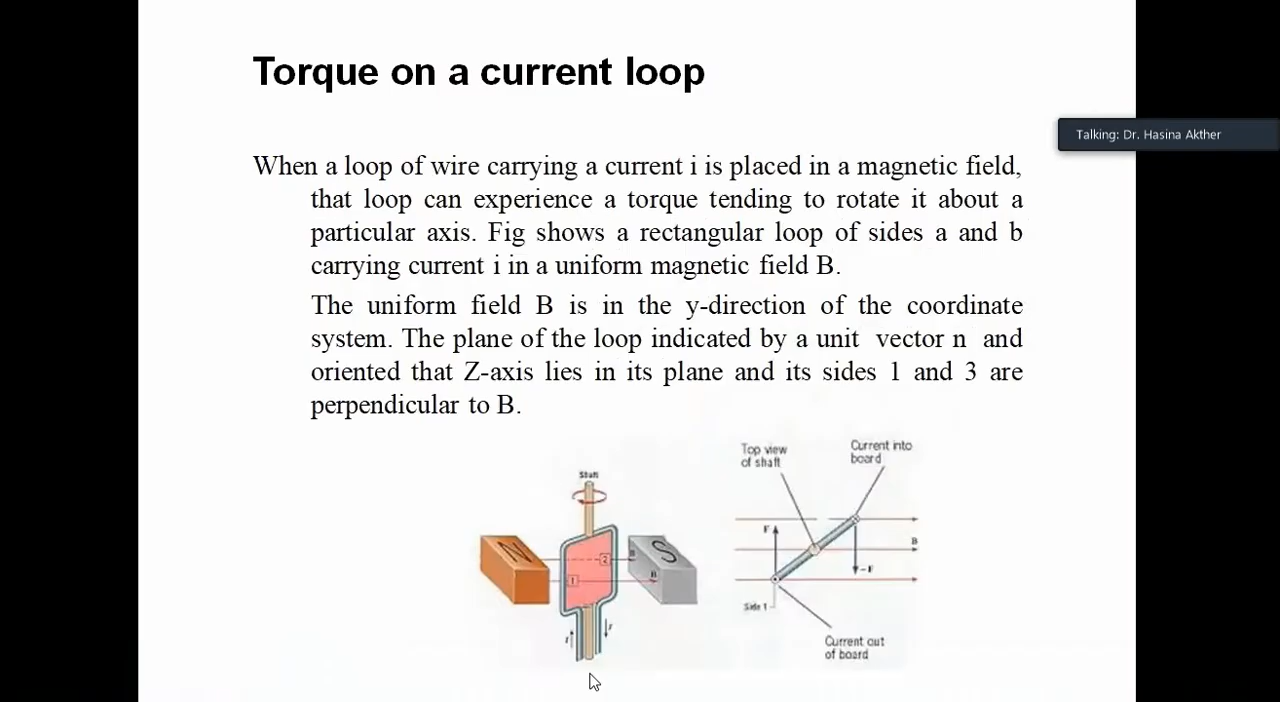 Torque on a current loop
Talking: Dr. Hasina Akther
When a loop of wire carrying a current i is placed in a magnetic field,
that loop can experience a torque tending to rotate it about a
particular axis. Fig shows a rectangular loop of sides a and b
carrying current i in a uniform magnetic field B.
The uniform field B is in the y-direction of the coordinate
system. The plane of the loop indicated by a unit vector n and
oriented that Z-axis lies in its plane and its sides 1 and 3 are
perpendicular to B.
Shaft
N
S
2
B
1
B
I
I
Top view
of shaft
Current into
board
F
B
-F
Side 1
Current out
of board